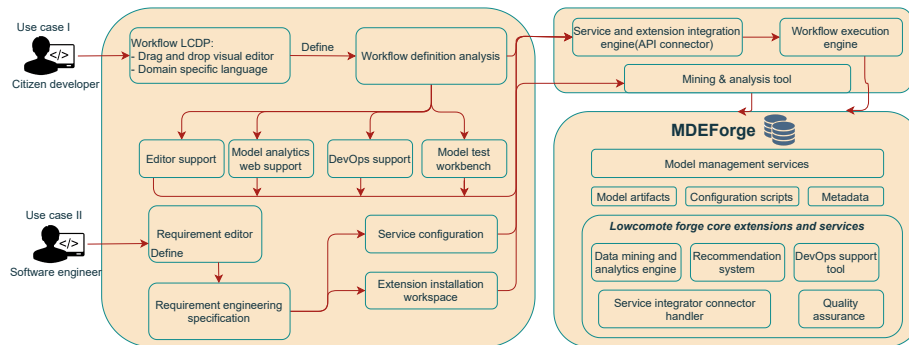 Use case I
Citizen developer
Workflow LCDP:
- Drag and drop visual editor
- Domain specific language
Define
Workflow definition analysis
Editor support
Model analytics
web support
DevOps support
Model test
workbench
Use case II
Software engineer
Requirement editor
Define
Requirement engineering
specification
Service configuration
Extension installation
workspace
Service and extension integration
engine(API connector)
Workflow execution
engine
Mining & analysis tool
MDEForge
Model management services
Model artifacts
Configuration scripts
Metadata
Lowcomote forge core extensions and services
Data mining and
analytics engine
Recommendation
system
DevOps support
tool
Service integrator connector
handler
Quality
assurance